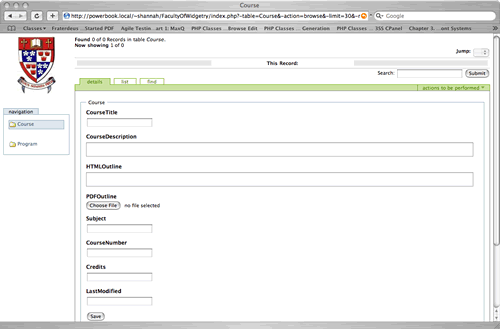 Course
http://powerbook.local/~shannah/FacultyOfWidgetry/index.php?-table=Course&-action=browse&-limit=30&-
Google
Classes Fraterdeus... Started PDF Agile Testin...art 1: MaxQ PHP Classes ...Browse Edit PHP Classes ... Generation PHP Classes ... XSS CPanel Chapter 3. ...ont Systems
Found 0 of 0 Records in table Course.
Now showing 1 of 0
Jump:
This Record:
Search:
Submit
details list find
actions to be performed
navigation
Course
Program
Course
CourseTitle
CourseDescription
HTMLOutline
PDFOutline
Choose File no file selected
Subject
CourseNumber
Credits
LastModified
Save